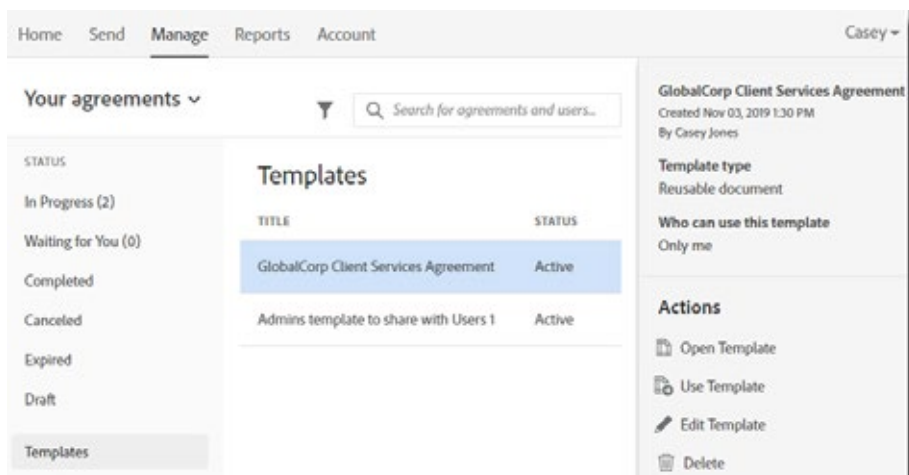 Home Send Manage Reports Account Casey
Your agreements
Search for agreements and users...
STATUS
In Progress (2)
Waiting for You (0)
Completed
Canceled
Expired
Draft
Templates
Templates
TITLE STATUS
GlobalCorp Client Services Agreement Active
Admins template to share with Users 1 Active
GlobalCorp Client Services Agreement
Created Nov 03, 2019 1:30 PM
By Casey Jones
Template type
Reusable document
Who can use this template
Only me
Actions
Open Template
Use Template
Edit Template
Delete